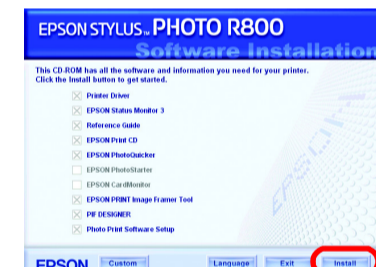 EPSON STYLUS™ PHOTO R800
Software Installation
This CD-ROM has all the software and information you need for your printer.
Click the Install button to get started.
Printer Driver
EPSON Status Monitor 3
Reference Guide
EPSON Print CD
EPSON PhotoQuicker
EPSON PhotoStarter
EPSON CardMonitor
EPSON PRINT Image Framer Tool
PIF DESIGNER
Photo Print Software Setup
EPSON
EPSON Custom Language Exit Install